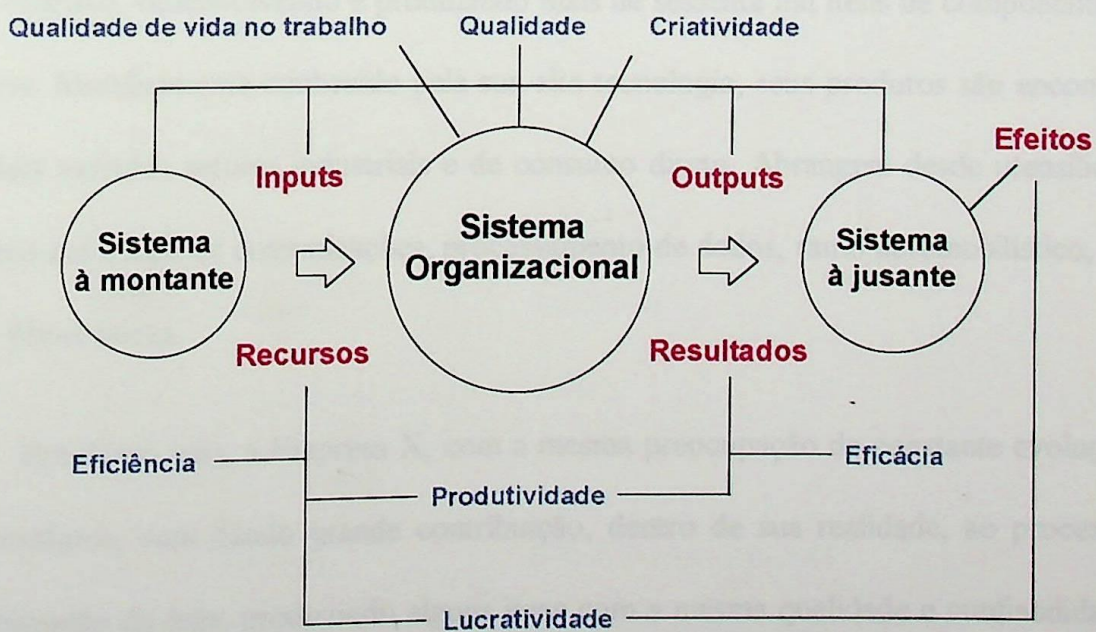 Qualidade de vida no trabalho
Qualidade
Criatividade
Efeitos
Inputs
Outputs
Sistema
à montante
Sistema
Organizacional
Sistema
à jusante
Recursos
Resultados
Eficiência
Eficácia
Produtividade
Lucratividade